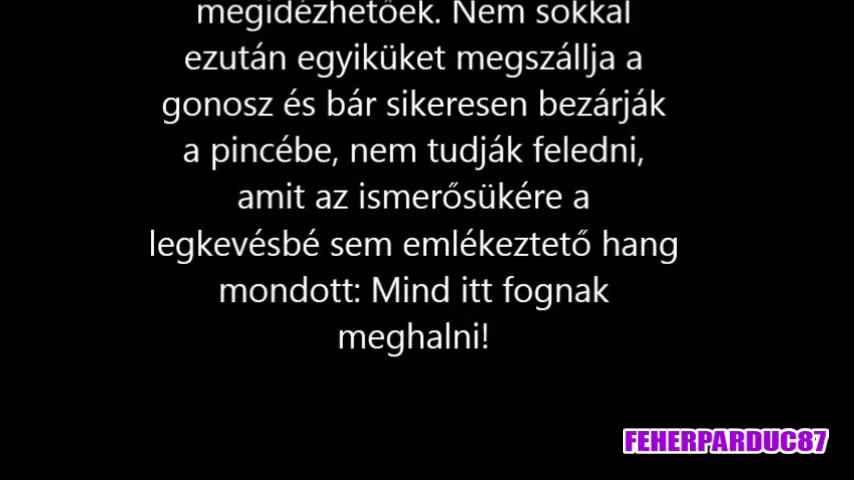 megidézhetőek. Nem sokkal
ezután egyiküket megszállja a
gonosz és bár sikeresen bezárják
a pincébe, nem tudják feledni,
amit az ismerősükére a
legkevésbé sem emlékeztető hang
mondott: Mind itt fognak
meghalni!
FEHERPARDUC87